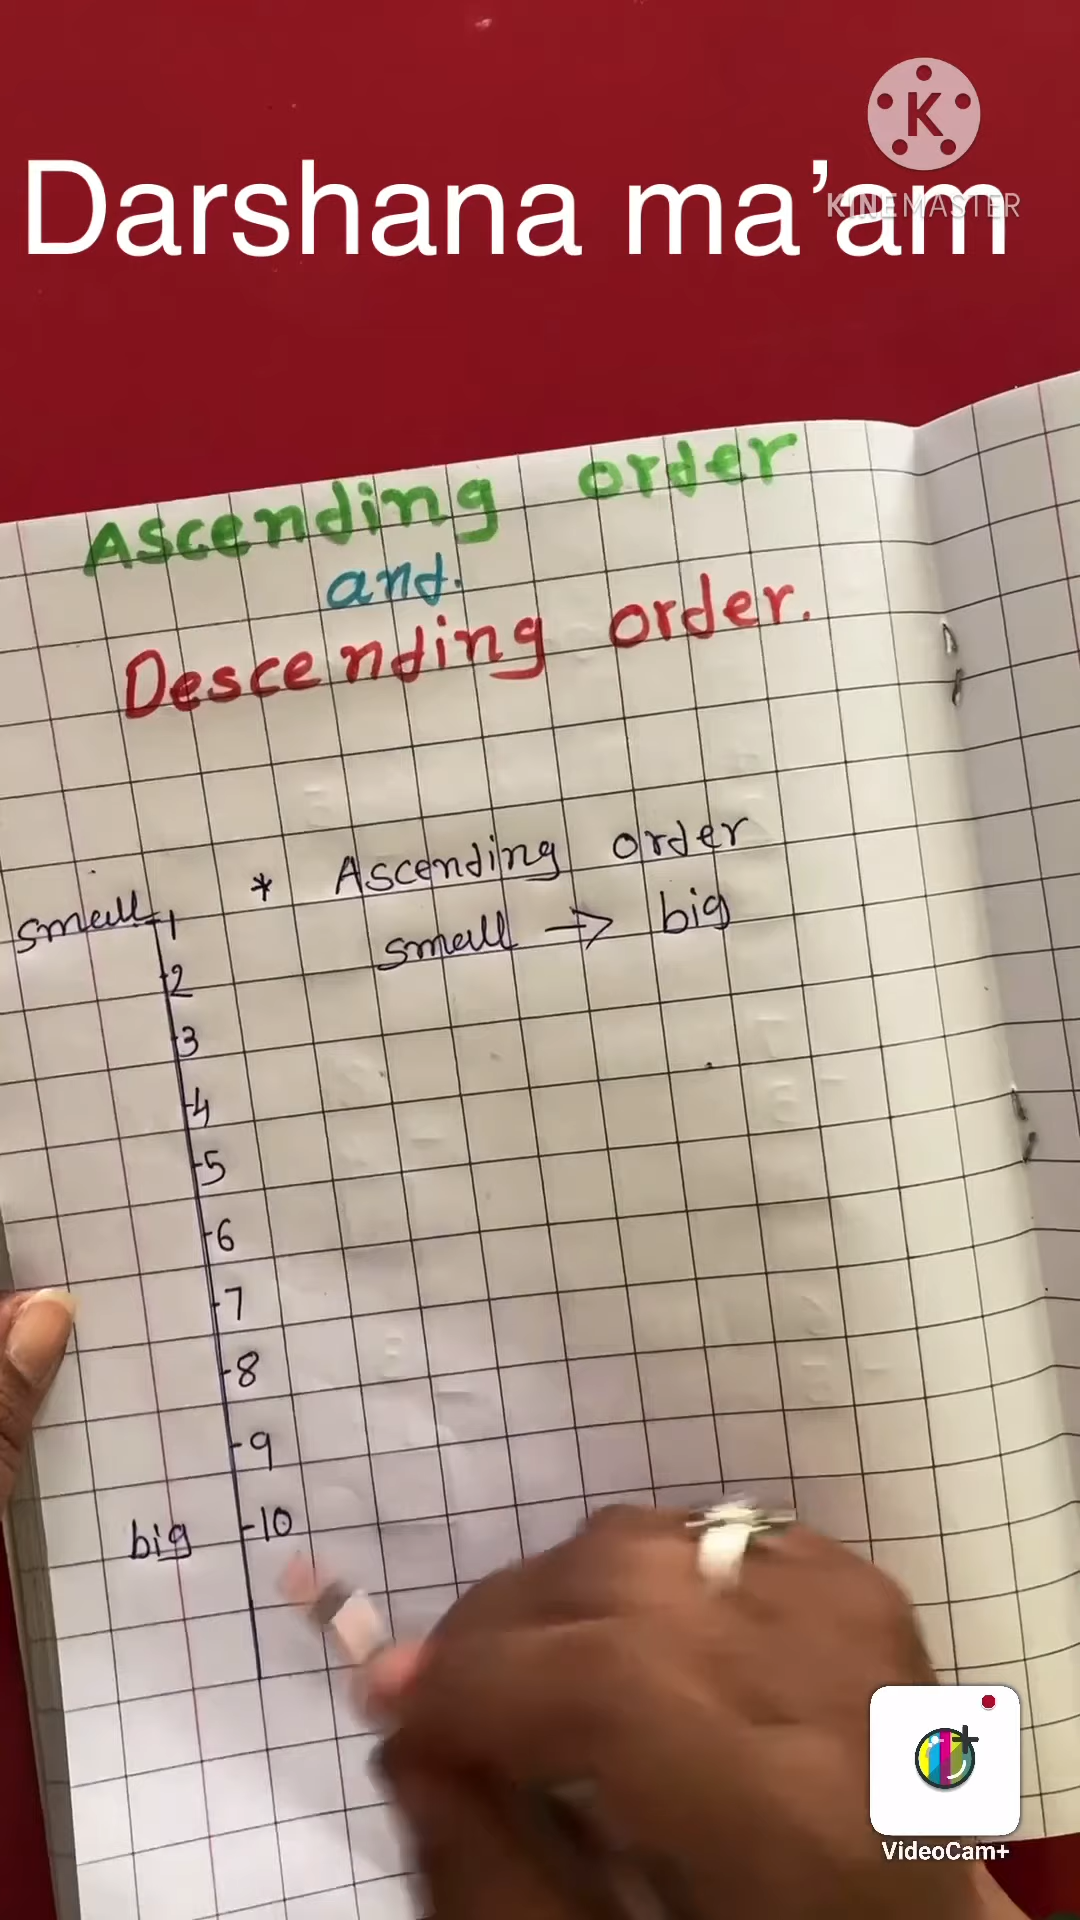 Darshana ma’am
KINEMASTER
Ascending order
and.
Descending order.
* Ascending order
small → big
small 1
2
3
4
5
6
7
8
9
big 10
VideoCam+